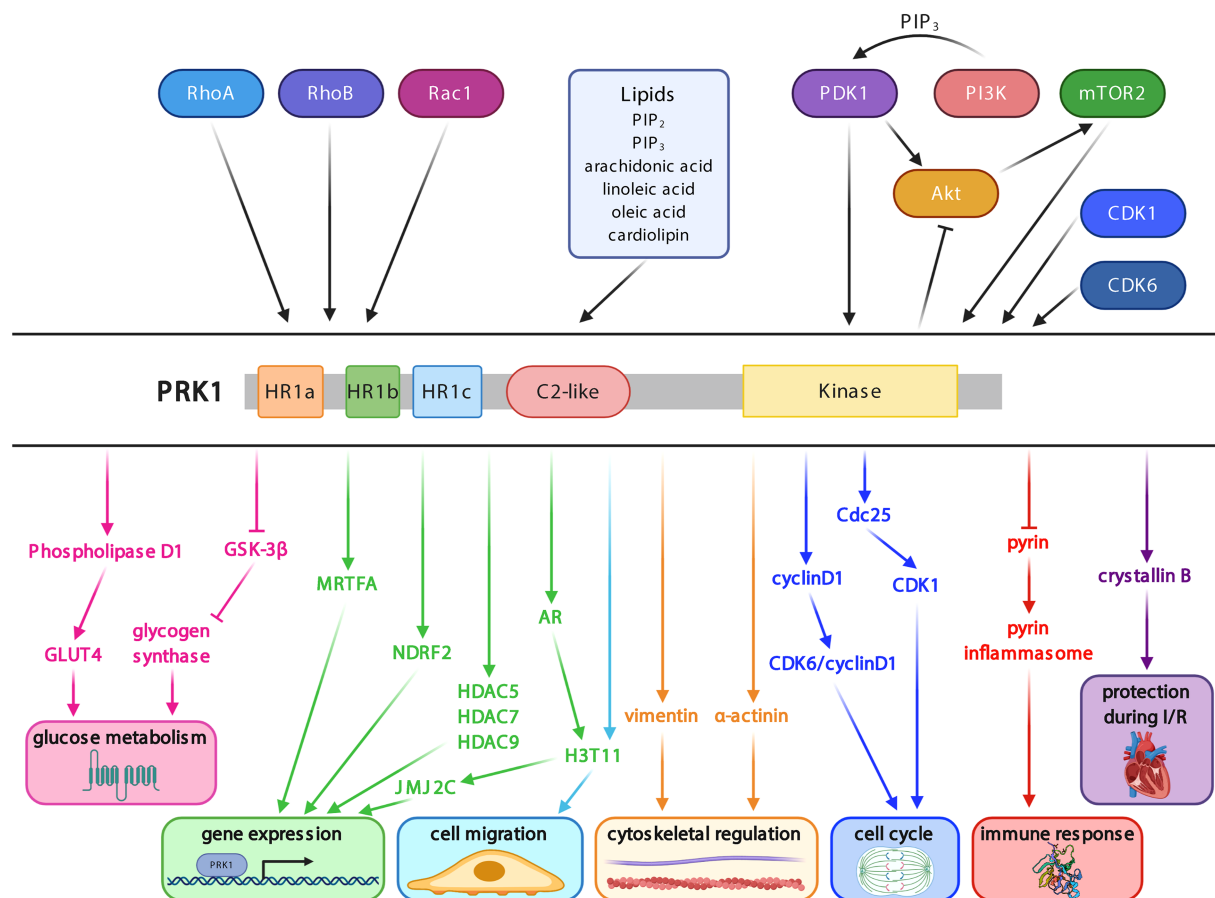 PIP₃
RhoA
RhoB
Rac1
Lipids
PIP₂
PIP₃
arachidonic acid
linoleic acid
oleic acid
cardiolipin
PDK1
PI3K
mTOR2
Akt
CDK1
CDK6
PRK1
HR1a
HR1b
HR1c
C2-like
Kinase
Phospholipase D1
GLUT4
GSK-3β
glycogen
synthase
glucose metabolism
MRTFA
NDRF2
HDAC5
HDAC7
HDAC9
AR
H3T11
JMJ2C
gene expression
PRK1
cell migration
vimentin
α-actinin
cytoskeletal regulation
cyclinD1
CDK6/cyclinD1
Cdc25
CDK1
cell cycle
pyrin
pyrin
inflammasome
immune response
crystallin B
protection
during I/R